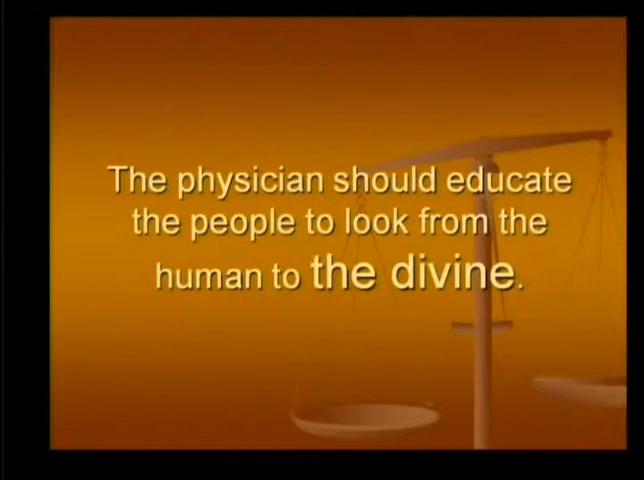 The physician should educate
the people to look from the
human to the divine.